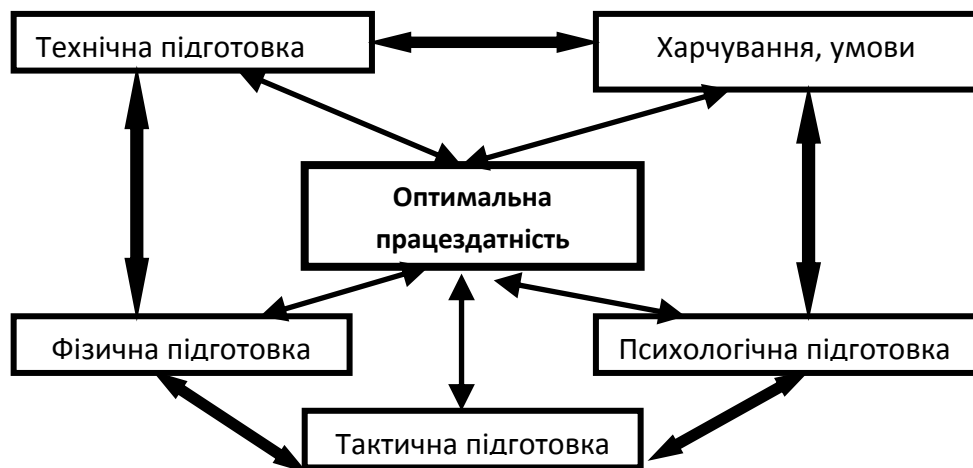 Технічна підготовка
Харчування, умови
Оптимальна
працездатність
Фізична підготовка
Психологічна підготовка
Тактична підготовка